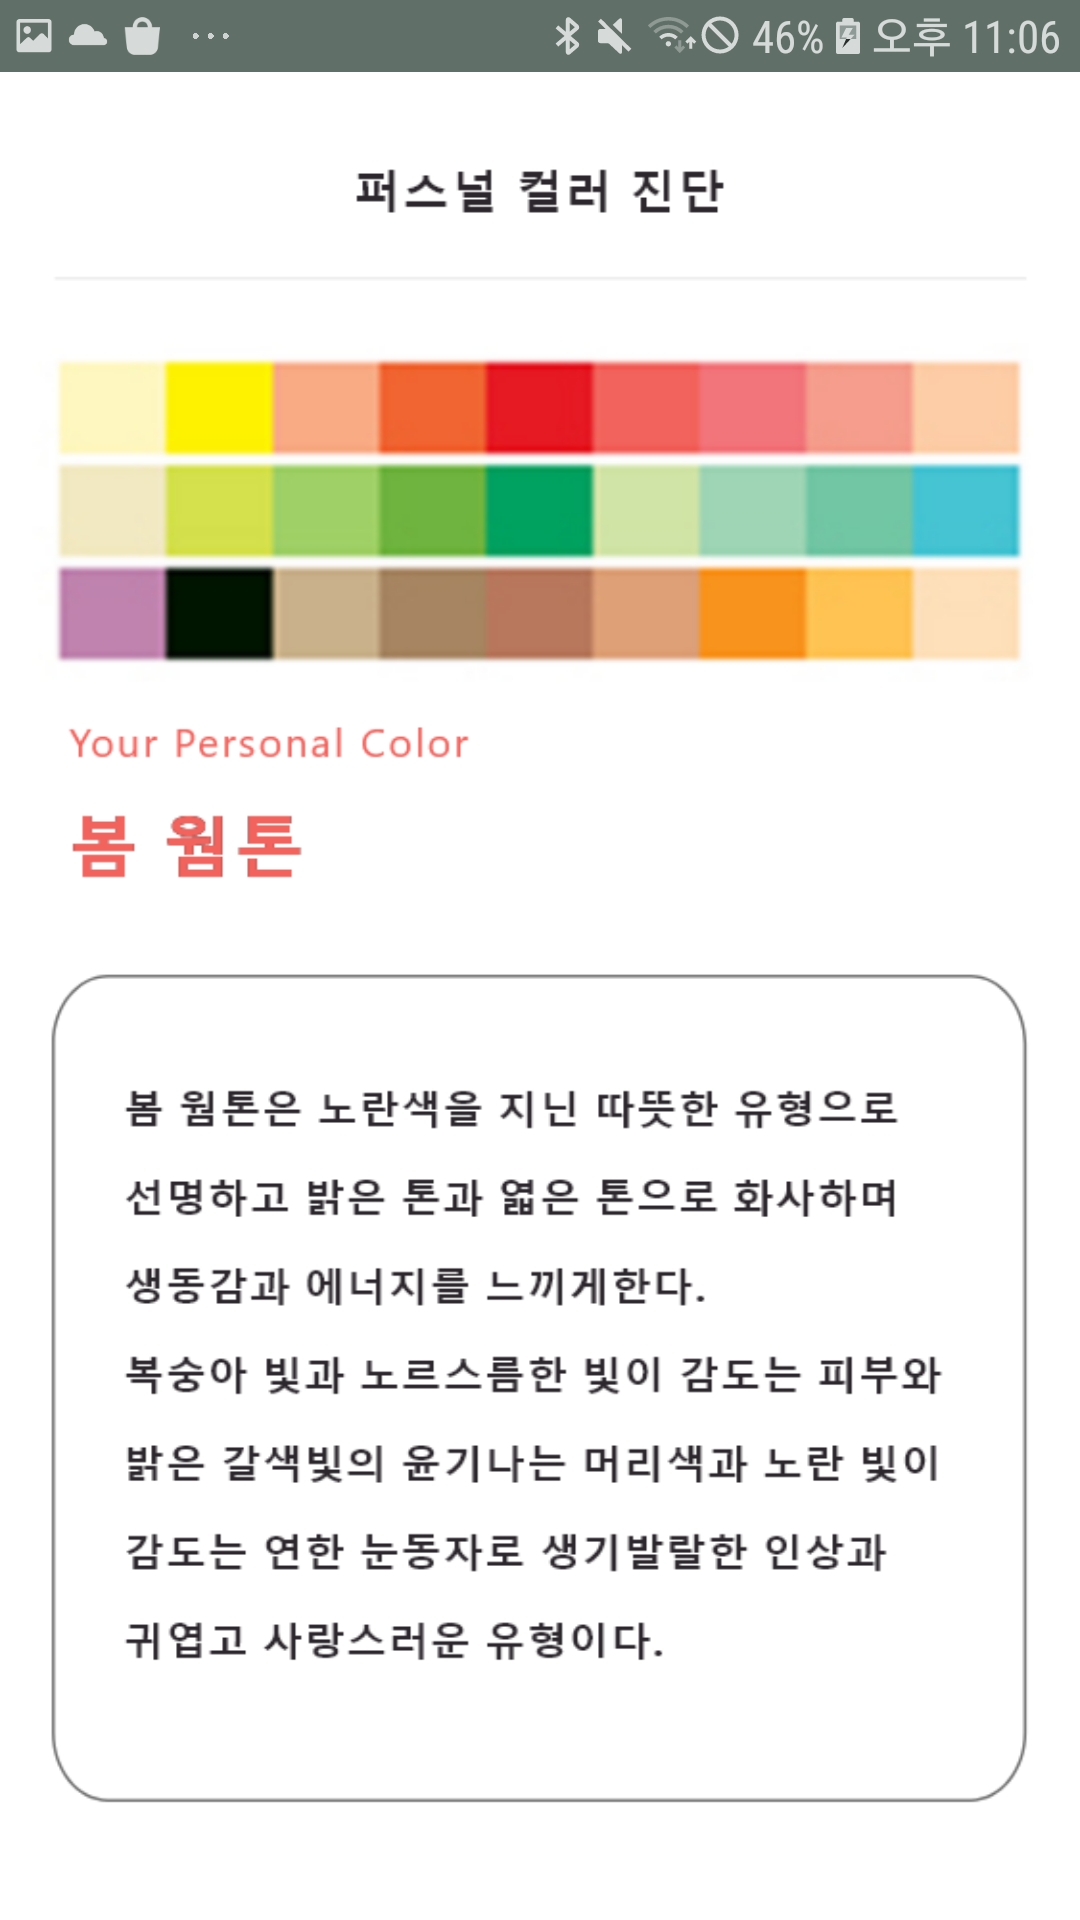 46% 오후 11:06
퍼스널 컬러 진단
Your Personal Color
봄 웜톤
봄 웜톤은 노란색을 지닌 따뜻한 유형으로
선명하고 밝은 톤과 엷은 톤으로 화사하며
생동감과 에너지를 느끼게한다.
복숭아 빛과 노르스름한 빛이 감도는 피부와
밝은 갈색빛의 윤기나는 머리색과 노란 빛이
감도는 연한 눈동자로 생기발랄한 인상과
귀엽고 사랑스러운 유형이다.